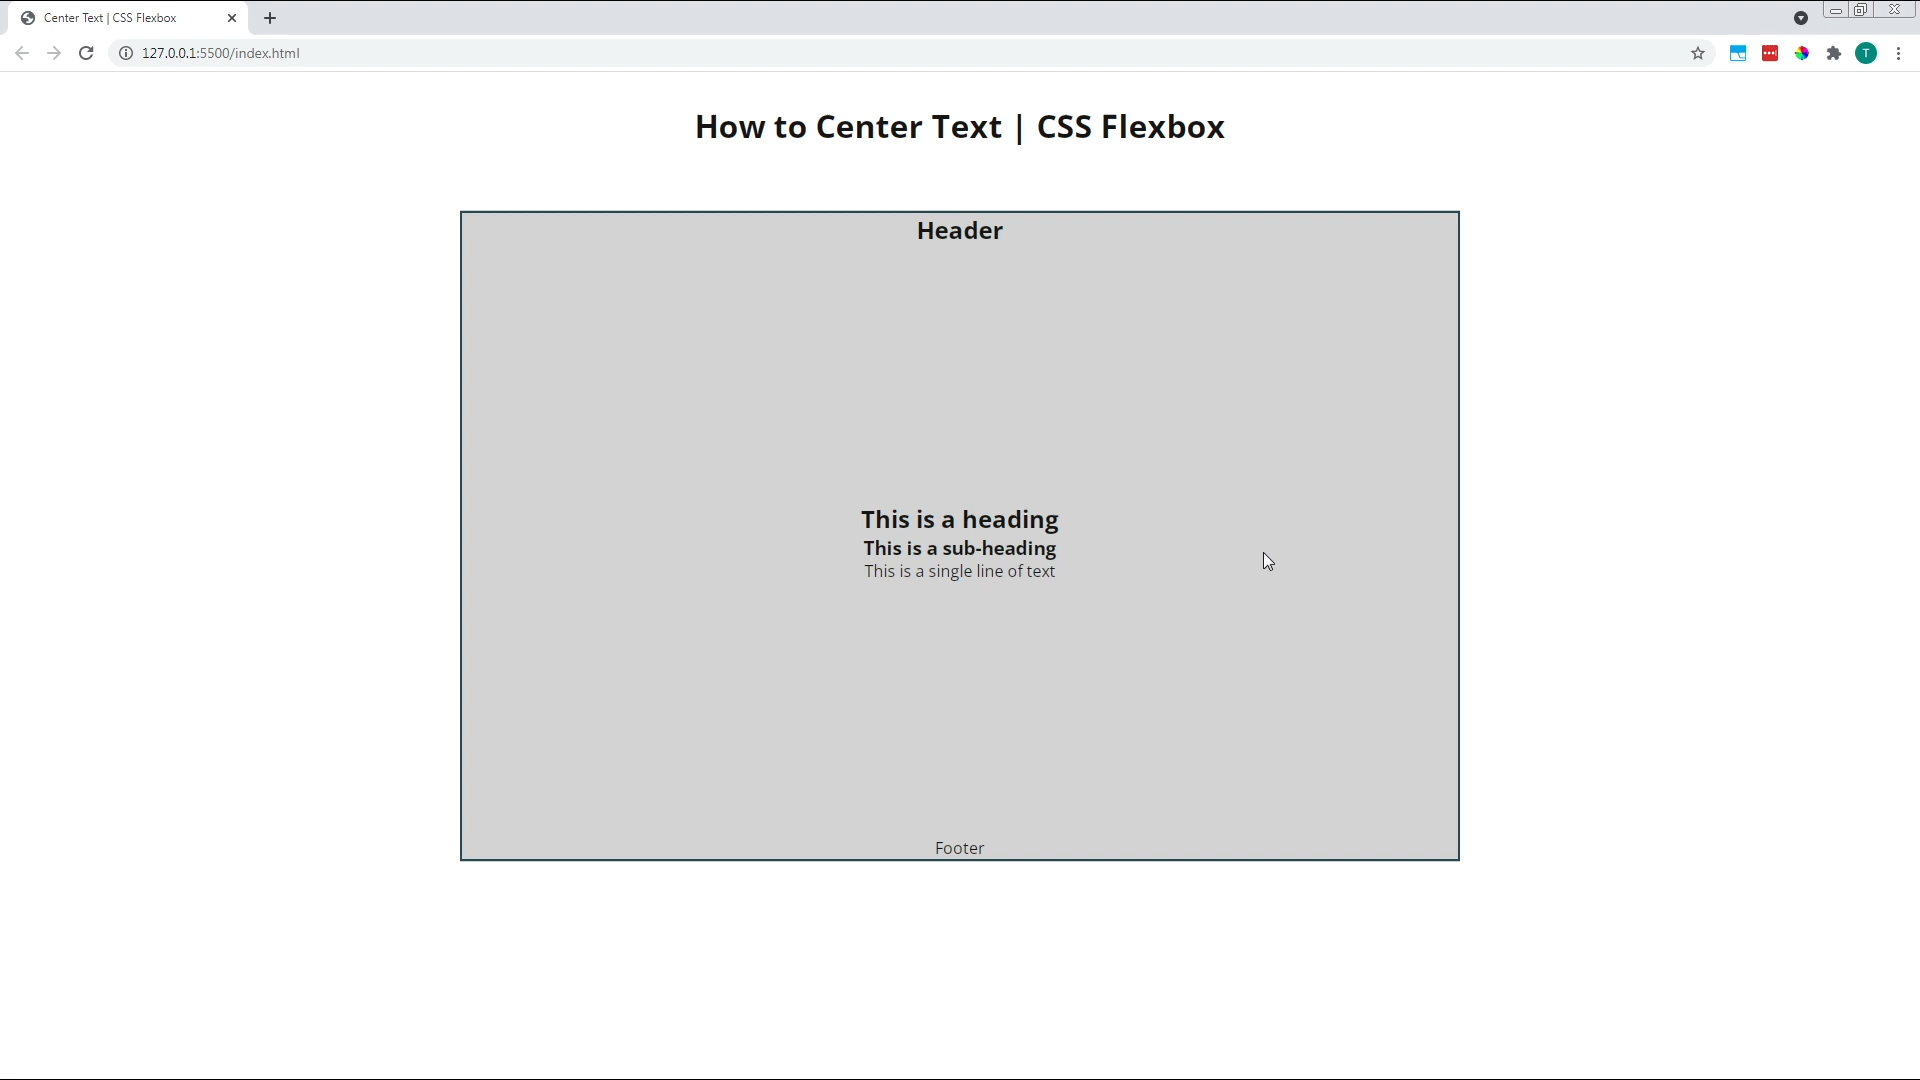 Center Text | CSS Flexbox
127.0.0.1:5500/index.html
T
How to Center Text | CSS Flexbox
Header
This is a heading
This is a sub-heading
This is a single line of text
Footer